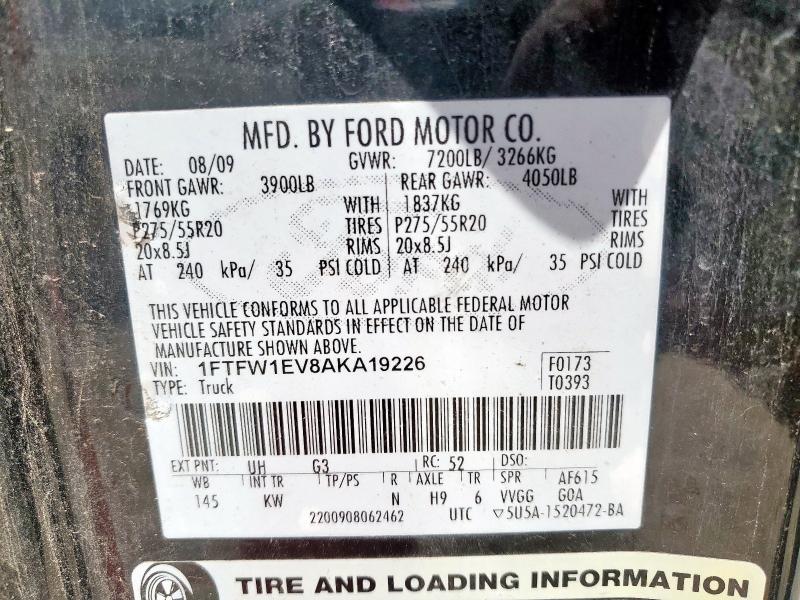 MFD. BY FORD MOTOR CO.
DATE: 08/09 GVWR: 7200LB/ 3266KG
FRONT GAWR: 3900LB REAR GAWR: 4050LB
1769KG WITH 1837KG WITH
P275/55R20 TIRES P275/55R20 TIRES
20x8.5J RIMS 20x8.5J RIMS
AT 240 kPa/ 35 PSI COLD AT 240 kPa/ 35 PSI COLD
THIS VEHICLE CONFORMS TO ALL APPLICABLE FEDERAL MOTOR
VEHICLE SAFETY STANDARDS IN EFFECT ON THE DATE OF
MANUFACTURE SHOWN ABOVE.
VIN: 1FTFW1EV8AKA19226 F0173
TYPE: Truck T0393
EXT PNT: UH G3 RC: 52 DSO:
WB INT TR TP/PS R AXLE TR SPR AF615
145 KW N H9 6 VVGG GOA
2200908062462 UTC ▽5U5A-1520472-BA
TIRE AND LOADING INFORMATION